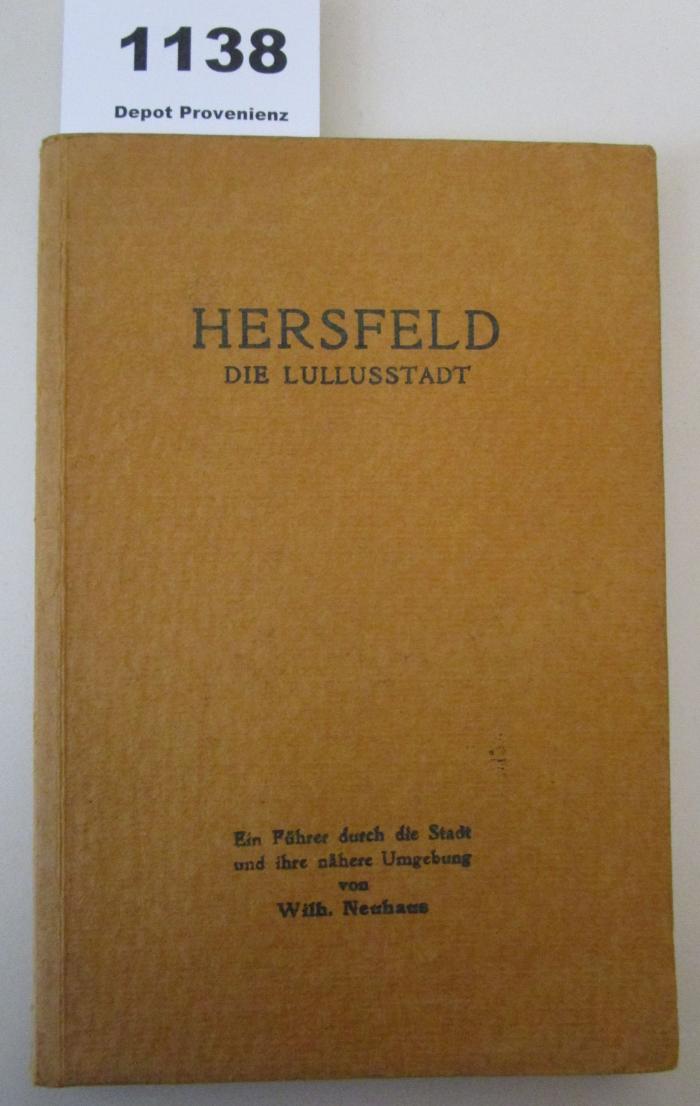 1138
Depot Provenienz
HERSFELD
DIE LULLUSSTADT
Ein Führer durch die Stadt
und ihre nähere Umgebung
von
Wilh. Neuhaus